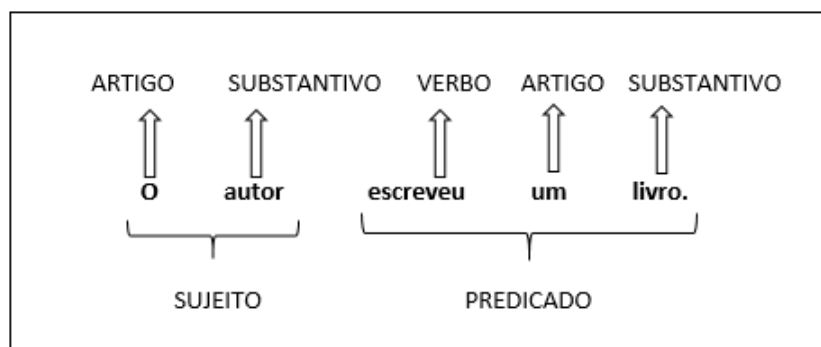 ARTIGO SUBSTANTIVO VERBO ARTIGO SUBSTANTIVO
O autor escreveu um livro.
SUJEITO PREDICADO